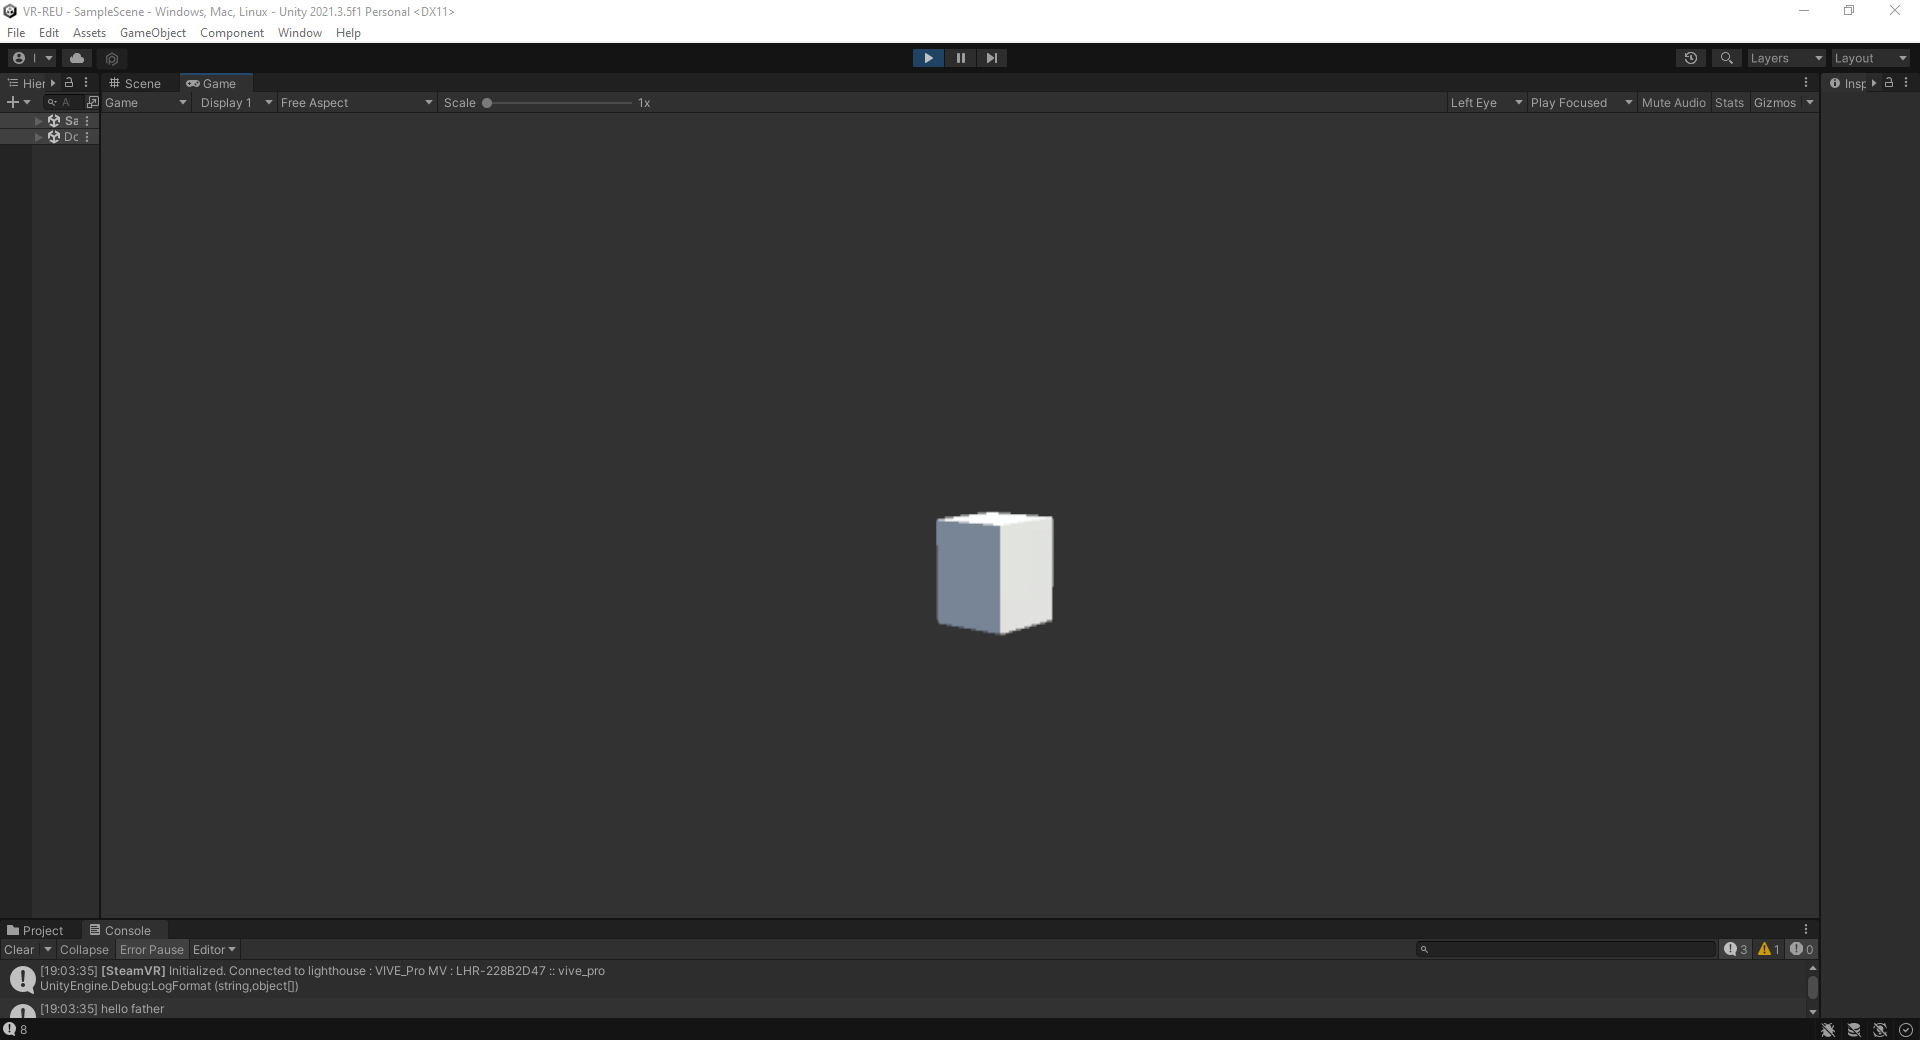 VR-REU - SampleScene - Windows, Mac, Linux - Unity 2021.3.5f1 Personal <DX11>
File Edit Assets GameObject Component Window Help
I Layers Layout
Hier Scene Game Insp
A Game Display 1 Free Aspect Scale 1x Left Eye Play Focused Mute Audio Stats Gizmos
Sa
Dc
Project Console
Clear Collapse Error Pause Editor 3 1 0
[19:03:35] [SteamVR] Initialized. Connected to lighthouse : VIVE_Pro MV : LHR-228B2D47 :: vive_pro
UnityEngine.Debug:LogFormat (string,object[])
[19:03:35] hello father
8